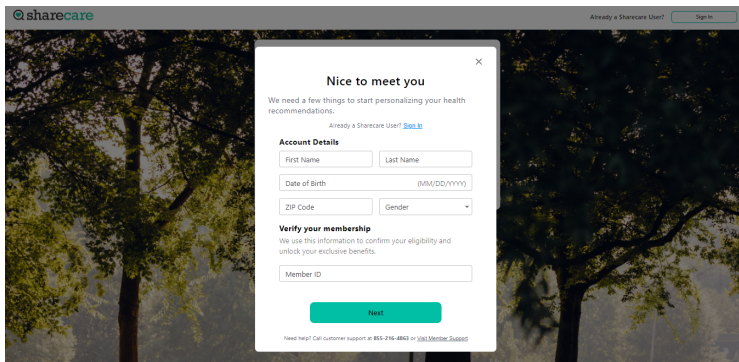 sharecare
Already a Sharecare User? Sign In
Nice to meet you
We need a few things to start personalizing your health
recommendations.
Already a Sharecare User? Sign In
Account Details
First Name Last Name
Date of Birth (MM/DD/YYYY)
ZIP Code Gender
Verify your membership
We use this information to confirm your eligibility and
unlock your exclusive benefits.
Member ID
Next
Need help? Call customer support at 855-216-4863 or Visit Member Support